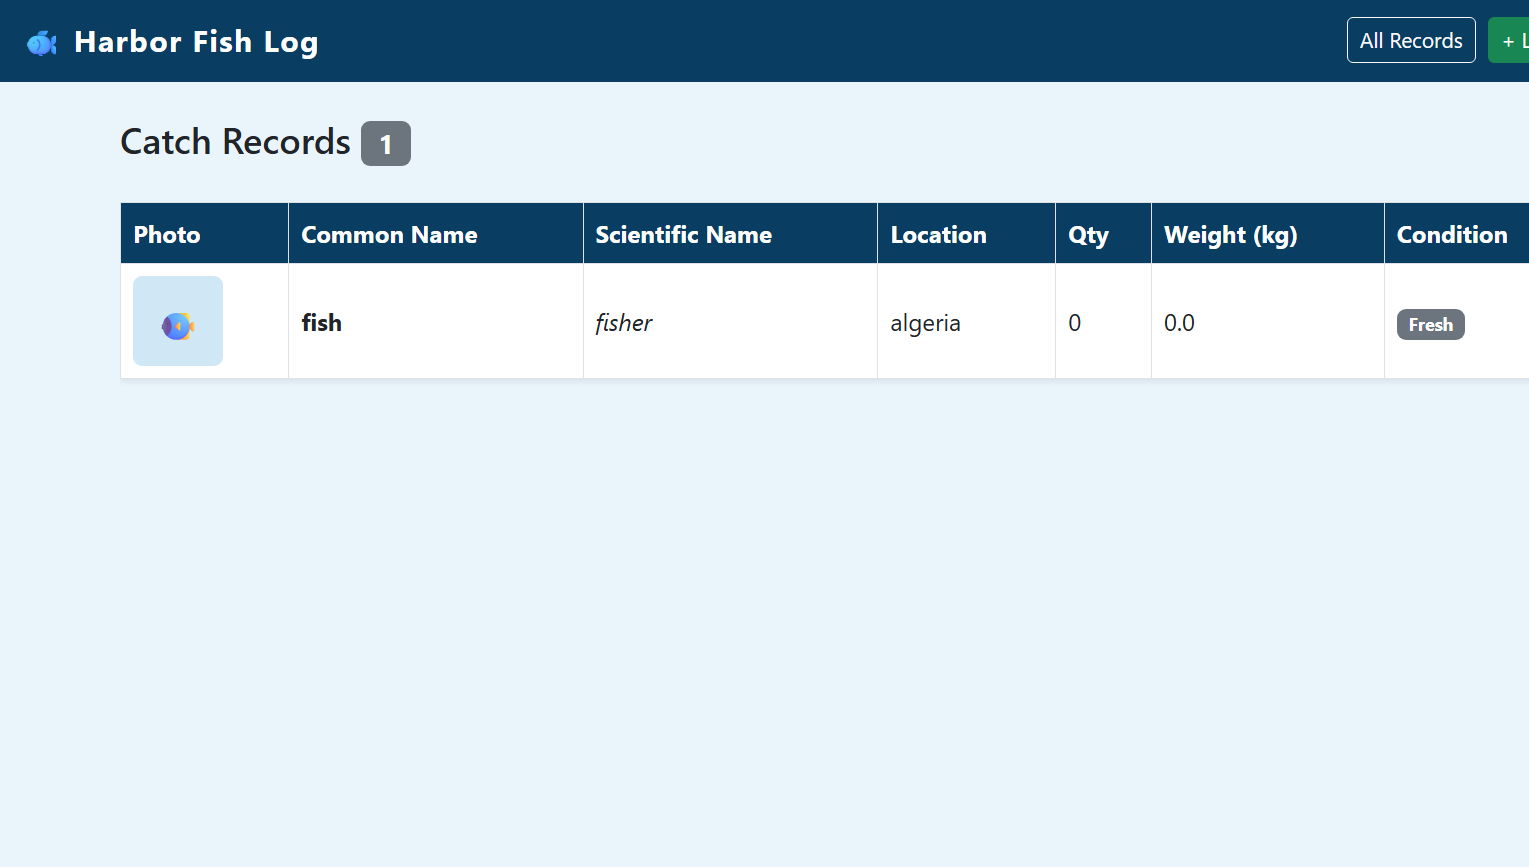 Harbor Fish Log
All Records
+ L
Catch Records 1
Photo Common Name Scientific Name Location Qty Weight (kg) Condition
fish fisher algeria 0 0.0 Fresh